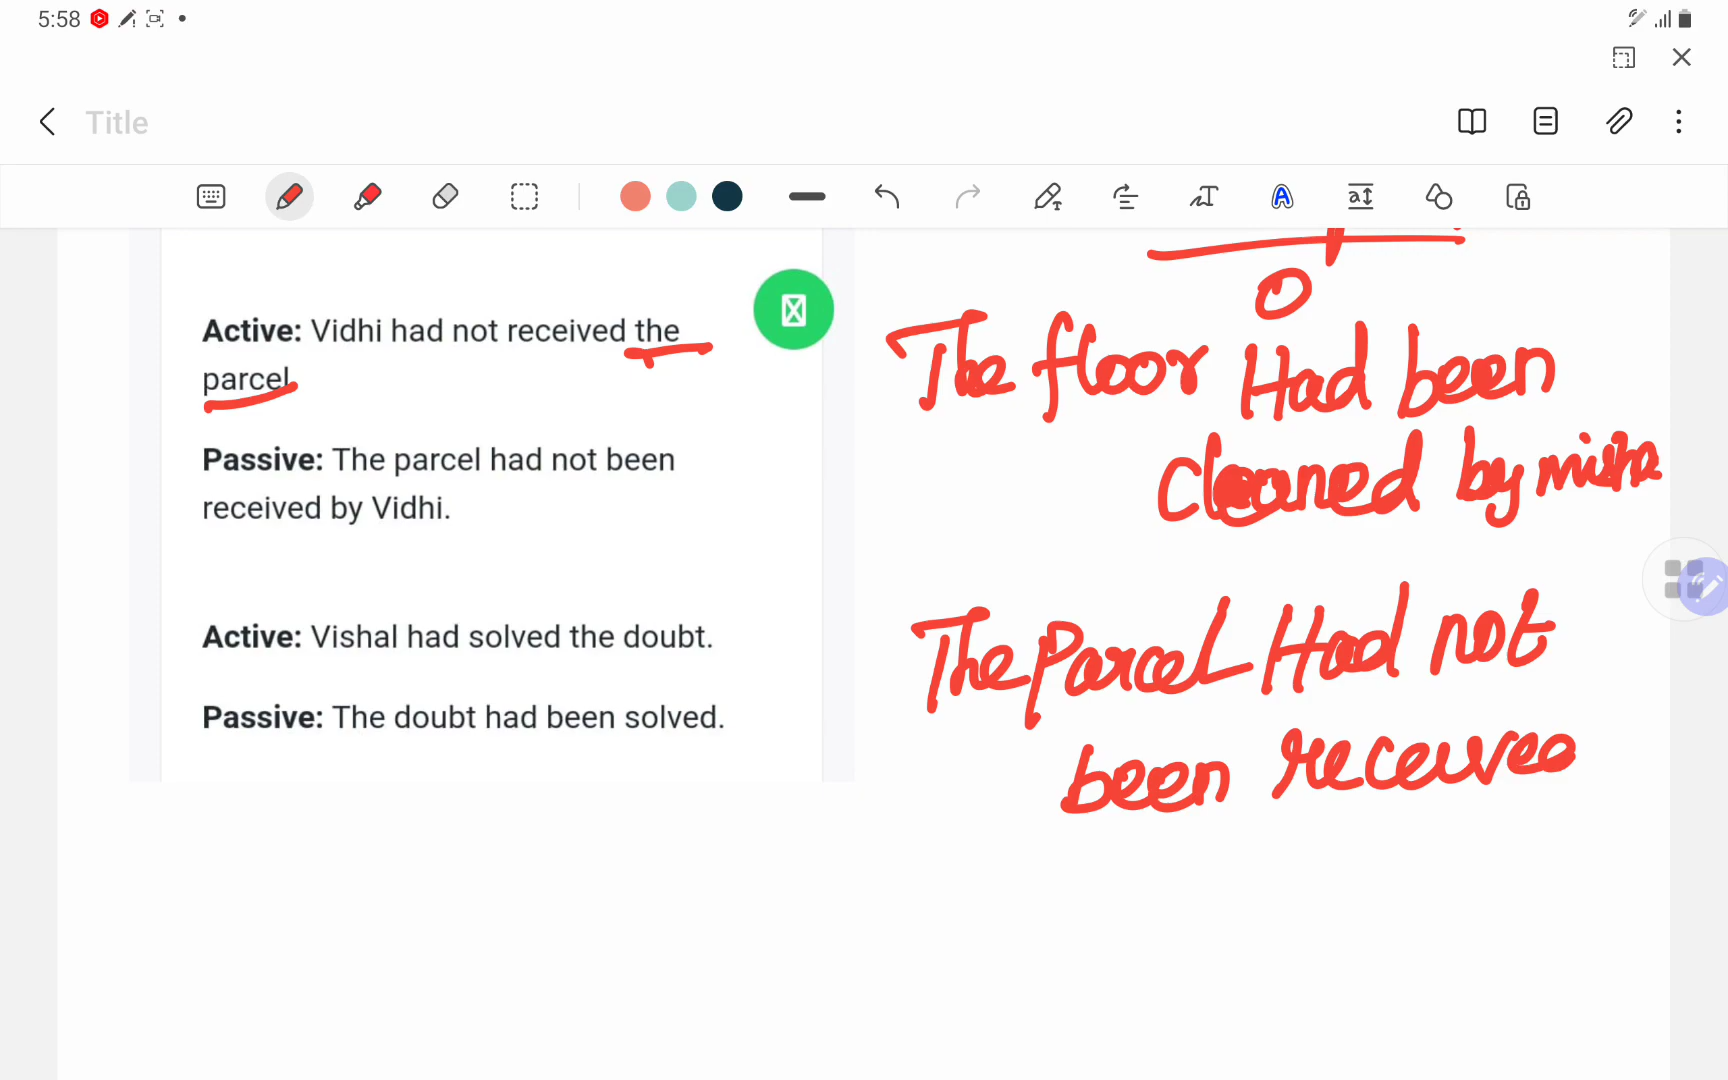 5:58
Title
Active: Vidhi had not received the
parcel
Passive: The parcel had not been
received by Vidhi.
Active: Vishal had solved the doubt.
Passive: The doubt had been solved.
O
The floor Had been
cleaned by misha
The Parcel Had not
been receivee